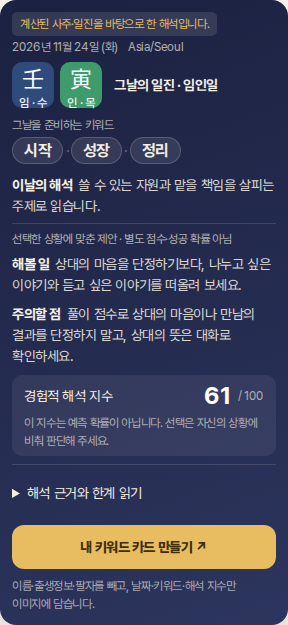 계산된 사주·일진을 바탕으로 한 해석입니다.
2026년 11월 24일 (화) Asia/Seoul
壬 寅
임·수 인·목
그날의 일진 · 임인일
그날을 준비하는 키워드
시작 · 성장 · 정리
이날의 해석 쓸 수 있는 자원과 맡을 책임을 살피는
주제로 읽습니다.
선택한 상황에 맞춘 제안 · 별도 점수·성공 확률 아님
해볼 일 상대의 마음을 단정하기보다, 나누고 싶은
이야기와 듣고 싶은 이야기를 떠올려 보세요.
주의할 점 풀이 점수로 상대의 마음이나 만남의
결과를 단정하지 말고, 상대의 뜻은 대화로
확인하세요.
경험적 해석 지수 61 / 100
이 지수는 예측 확률이 아닙니다. 선택은 자신의 상황에
비춰 판단해 주세요.
▶ 해석 근거와 한계 읽기
내 키워드 카드 만들기 ↗
이름·출생정보·팔자를 빼고, 날짜·키워드·해석 지수만
이미지에 담습니다.